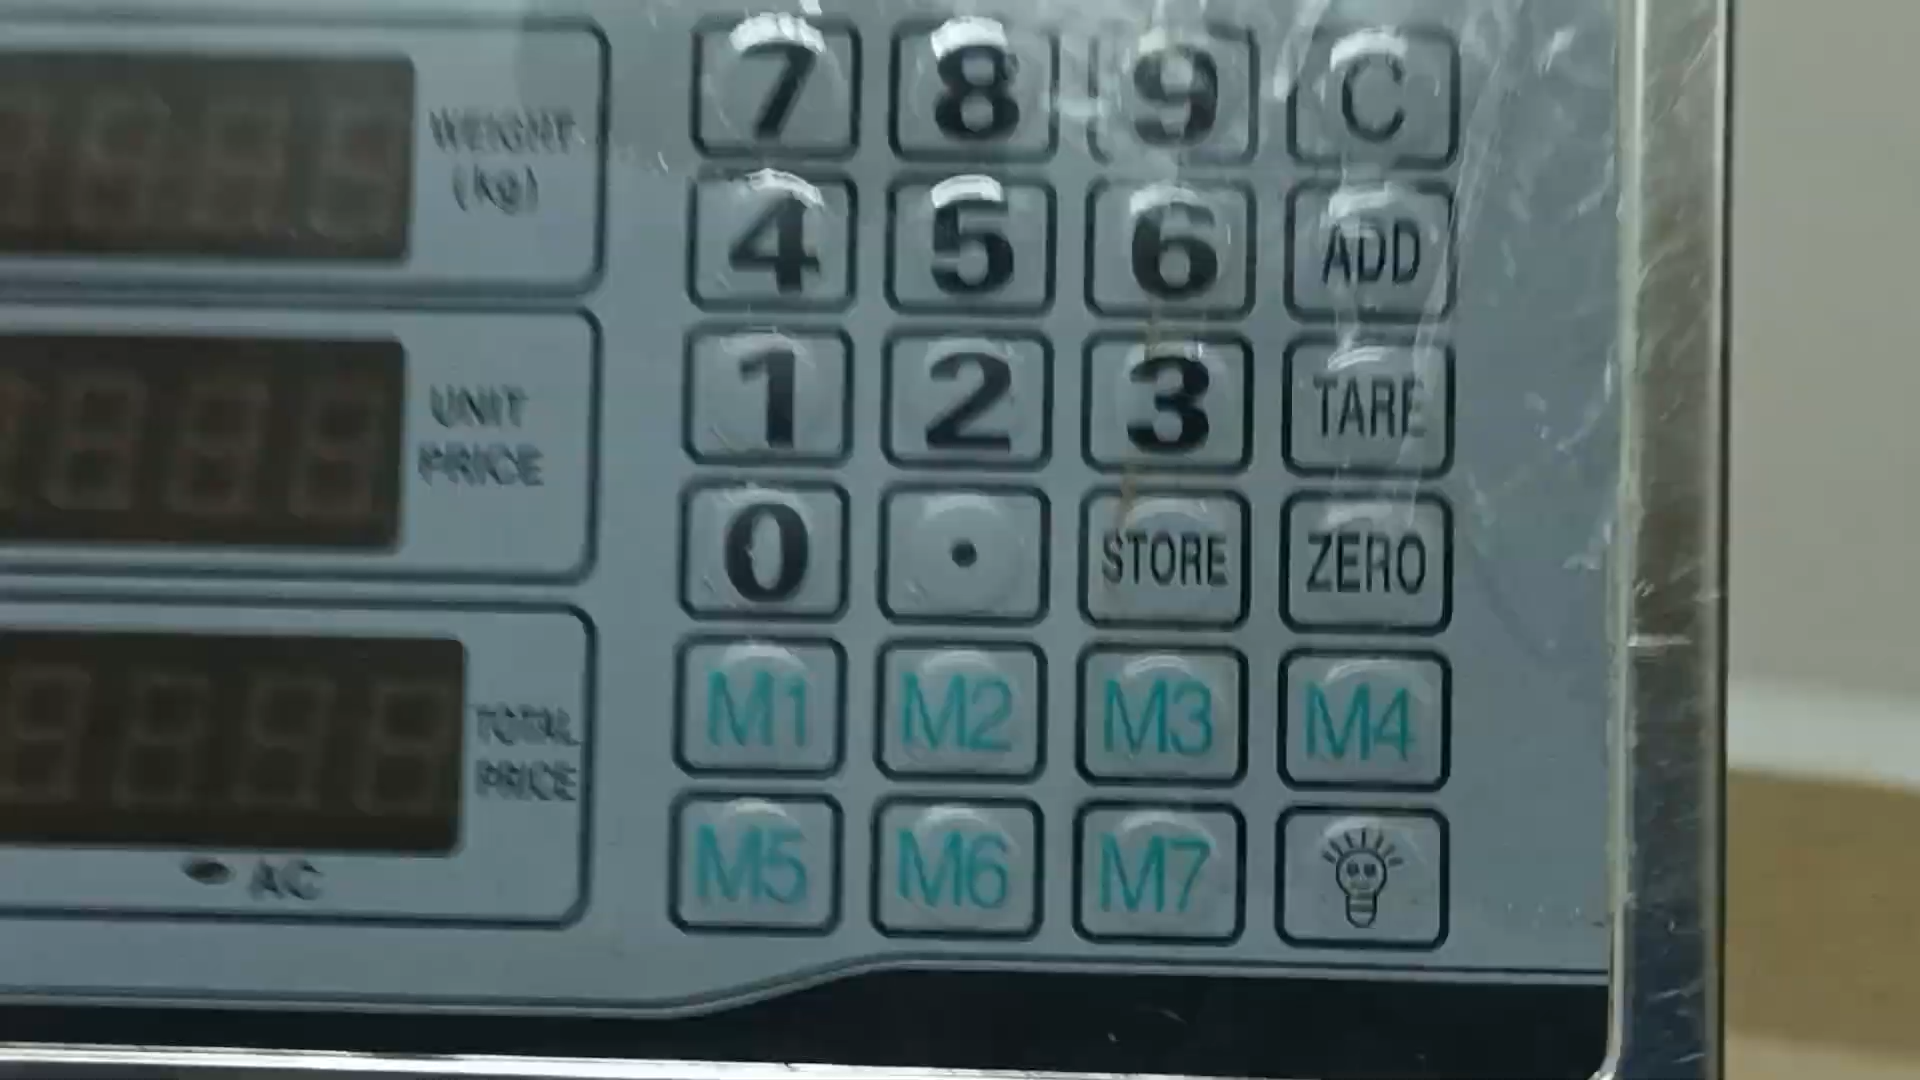 WEIGHT
(kg)
UNIT
PRICE
TOTAL
PRICE
AC
7 8 9 C
4 5 6 ADD
1 2 3 TARE
0 . STORE ZERO
M1 M2 M3 M4
M5 M6 M7